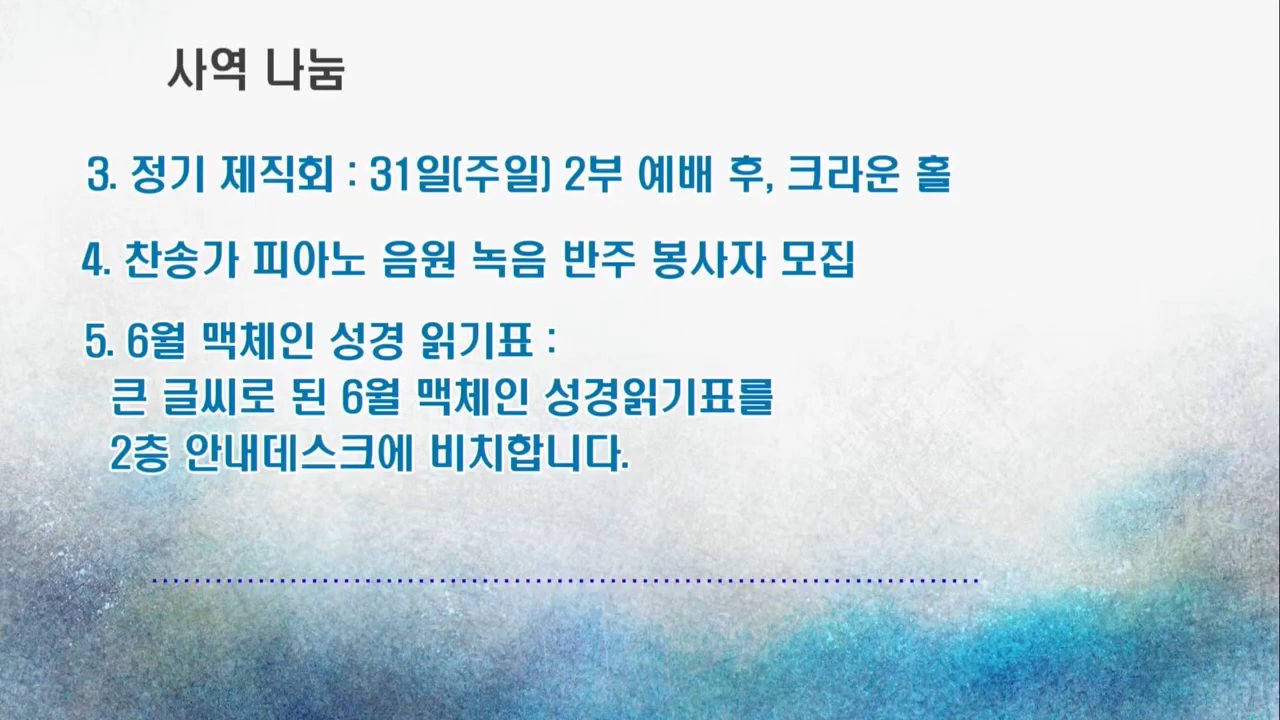 사역 나눔
3. 정기 제직회 : 31일(주일) 2부 예배 후, 크라운 홀
4. 찬송가 피아노 음원 녹음 반주 봉사자 모집
5. 6월 맥체인 성경 읽기표 :
큰 글씨로 된 6월 맥체인 성경읽기표를
2층 안내데스크에 비치합니다.